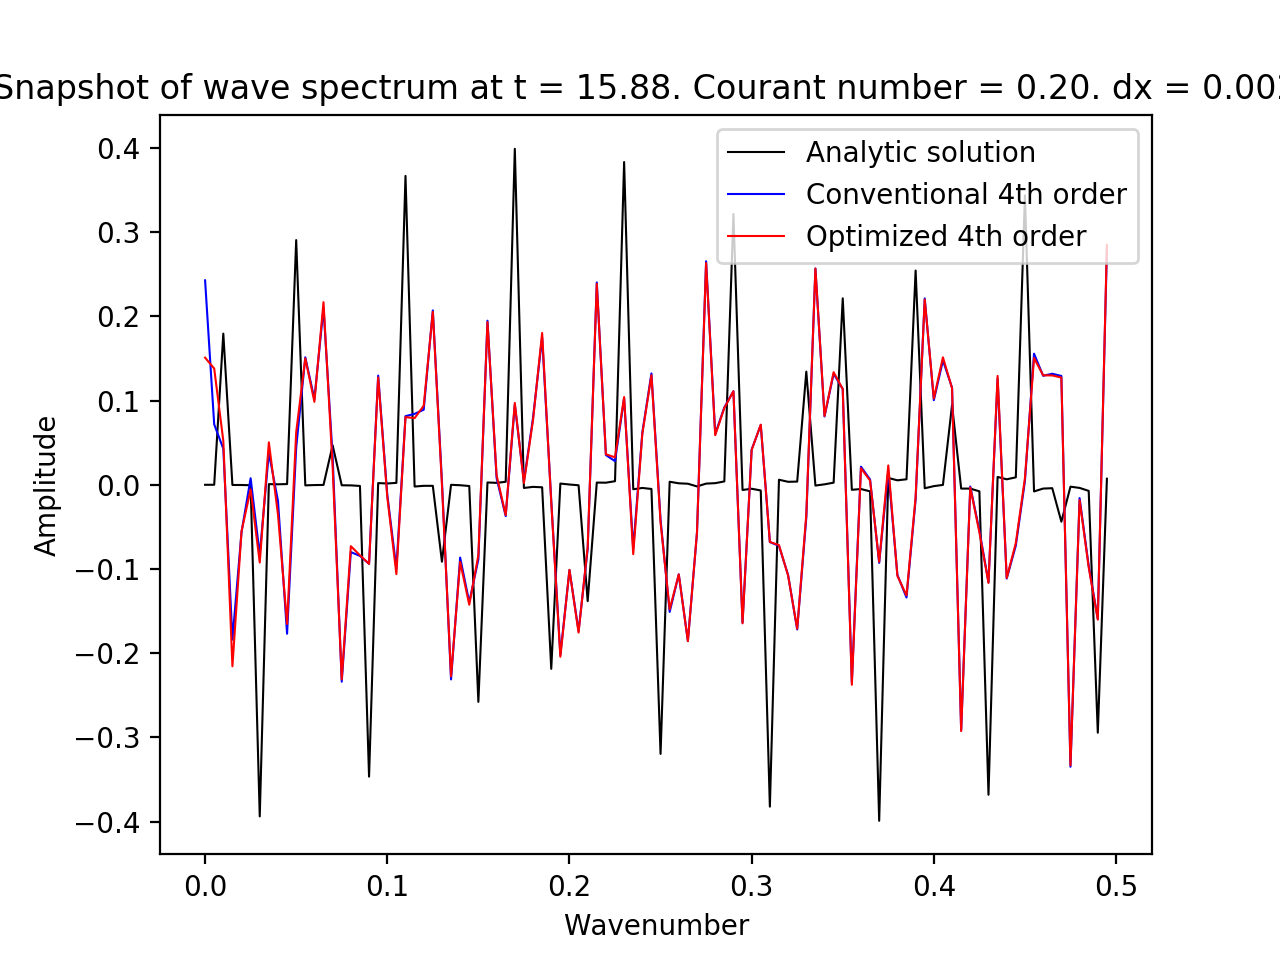 Snapshot of wave spectrum at t = 15.88. Courant number = 0.20. dx =
Analytic solution
Conventional 4th order
Optimized 4th order
Amplitude
0.4
0.3
0.2
0.1
0.0
−0.1
−0.2
−0.3
−0.4
0.0 0.1 0.2 0.3 0.4 0.5
Wavenumber